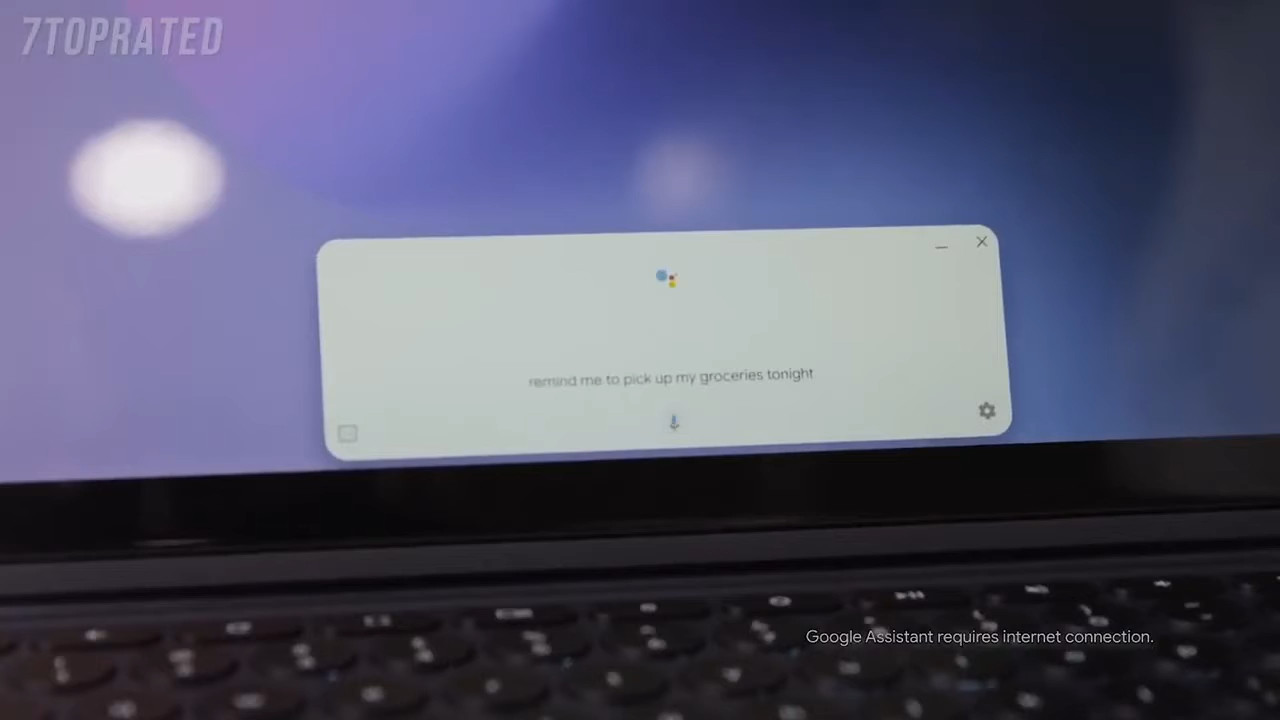 7TOPRATED
remind me to pick up my groceries tonight
Google Assistant requires internet connection.